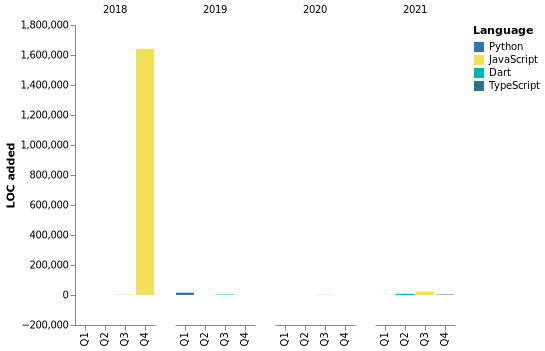 2018 2019 2020 2021
Language
Python
JavaScript
Dart
TypeScript
LOC added
1,800,000
1,600,000
1,400,000
1,200,000
1,000,000
800,000
600,000
400,000
200,000
0
−200,000
Q1 Q2 Q3 Q4 Q1 Q2 Q3 Q4 Q1 Q2 Q3 Q4 Q1 Q2 Q3 Q4